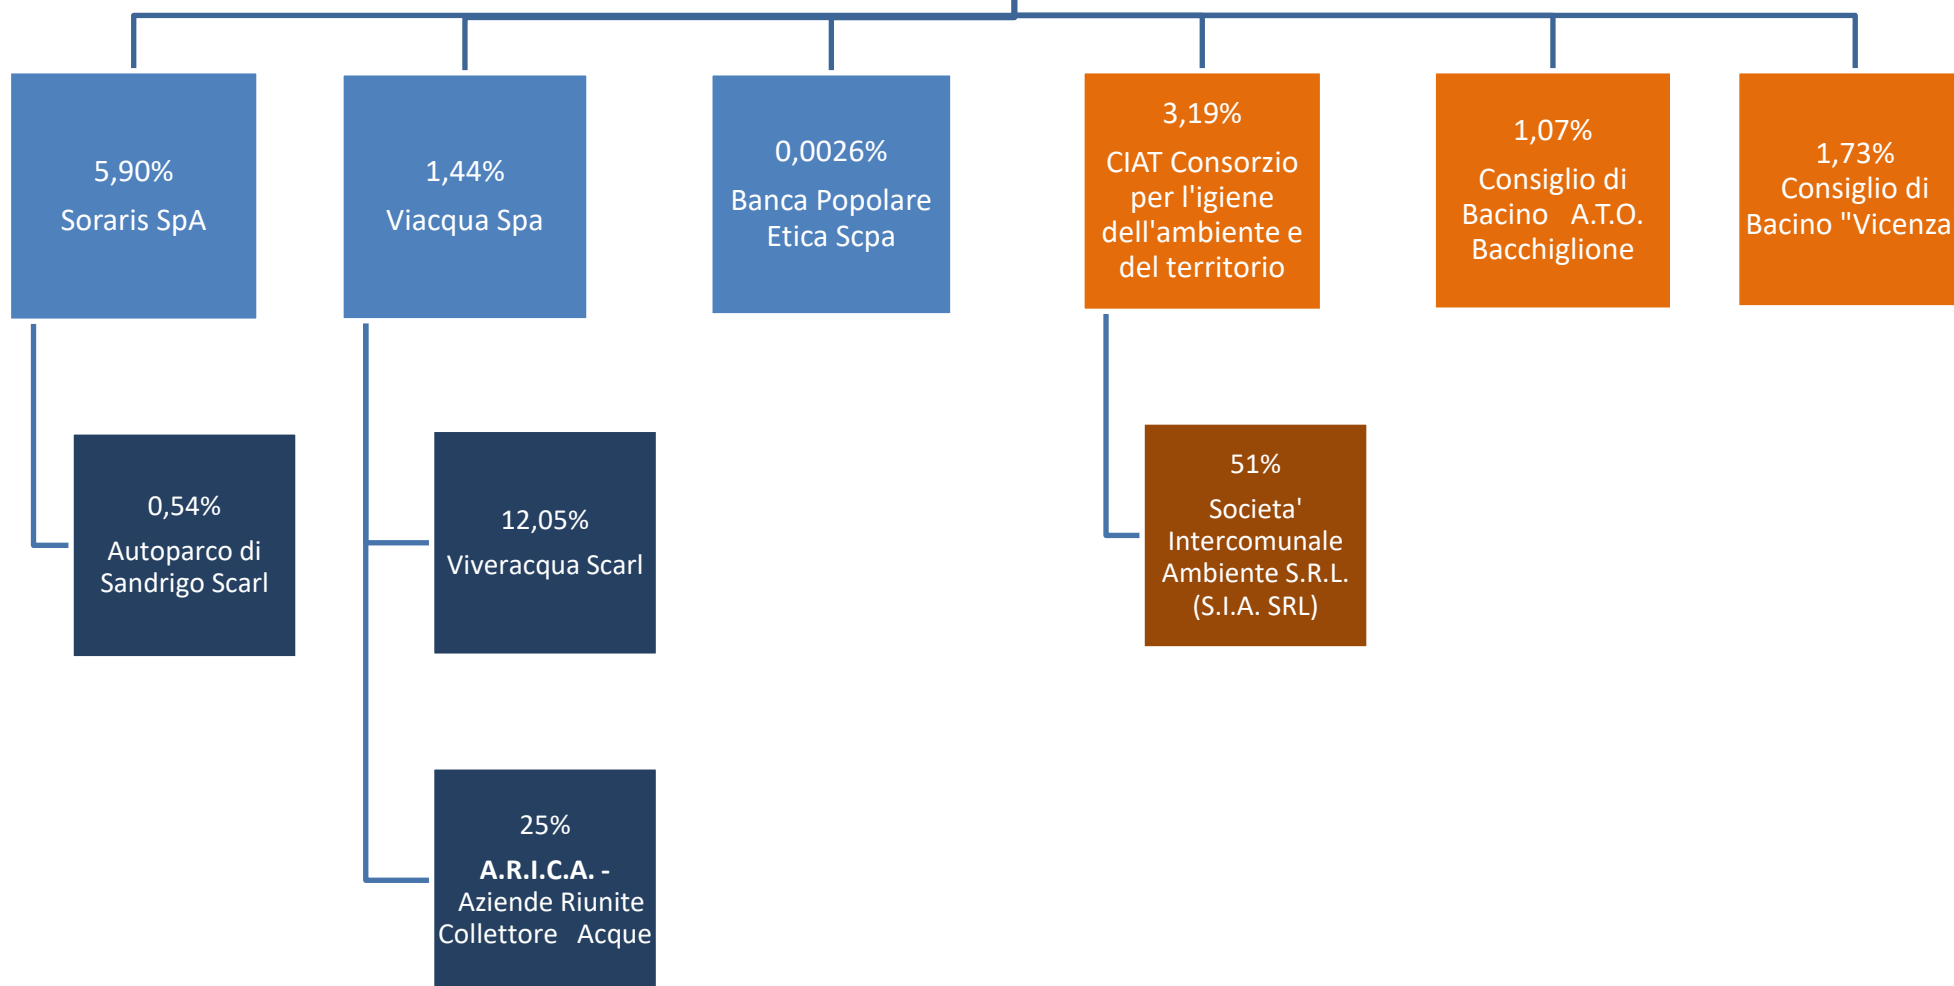 5,90%
Soraris SpA
1,44%
Viacqua Spa
0,0026%
Banca Popolare
Etica Scpa
3,19%
CIAT Consorzio
per l'igiene
dell'ambiente e
del territorio
1,07%
Consiglio di
Bacino A.T.O.
Bacchiglione
1,73%
Consiglio di
Bacino "Vicenza
0,54%
Autoparco di
Sandrigo Scarl
12,05%
Viveracqua Scarl
51%
Societa'
Intercomunale
Ambiente S.R.L.
(S.I.A. SRL)
25%
A.R.I.C.A. -
Aziende Riunite
Collettore Acque